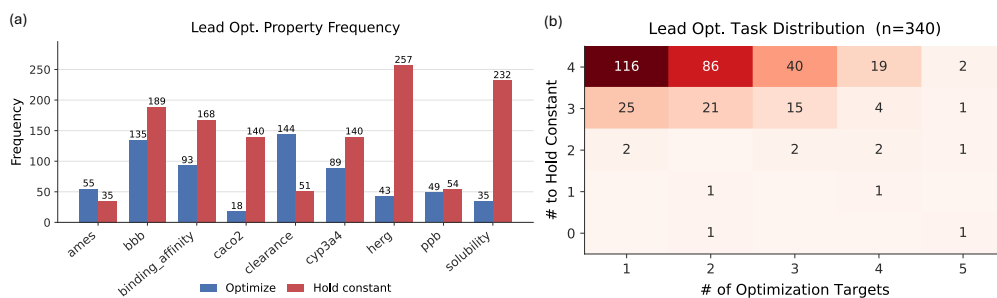 (a)
Lead Opt. Property Frequency
Frequency
250
200
150
100
50
0
55
35
135
189
93
168
18
140
144
51
89
140
43
257
49
54
35
232
ames
bbb
binding_affinity
caco2
clearance
cyp3a4
herg
ppb
solubility
Optimize
Hold constant
(b)
Lead Opt. Task Distribution (n=340)
# to Hold Constant
4
116
86
40
19
2
3
25
21
15
4
1
2
2
2
2
1
1
1
1
0
1
1
1
2
3
4
5
# of Optimization Targets